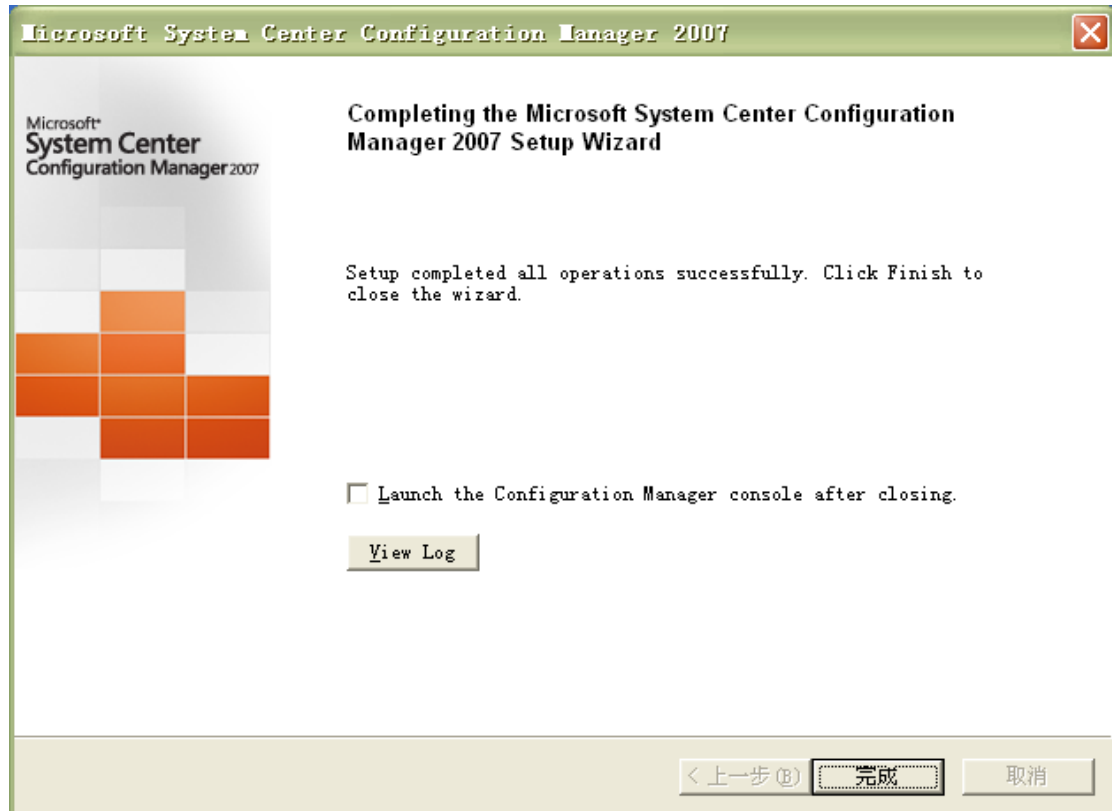 Microsoft System Center Configuration Manager 2007
Microsoft
System Center
Configuration Manager 2007
Completing the Microsoft System Center Configuration
Manager 2007 Setup Wizard
Setup completed all operations successfully. Click Finish to
close the wizard.
Launch the Configuration Manager console after closing.
View Log
< 上一步(B)
完成
取消